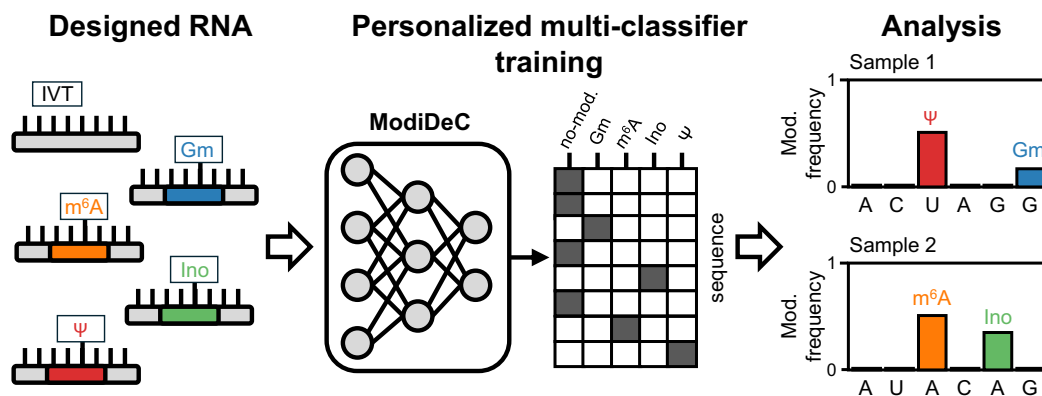 Designed RNA
IVT
Gm
m⁶A
Ino
Ψ
Personalized multi-classifier
training
ModiDeC
no-mod.
Gm
m⁶A
Ino
Ψ
sequence
Analysis
Sample 1
Mod.
frequency
1
0
Ψ
Gm
A C U A G G
Sample 2
Mod.
frequency
1
0
m⁶A
Ino
A U A C A G